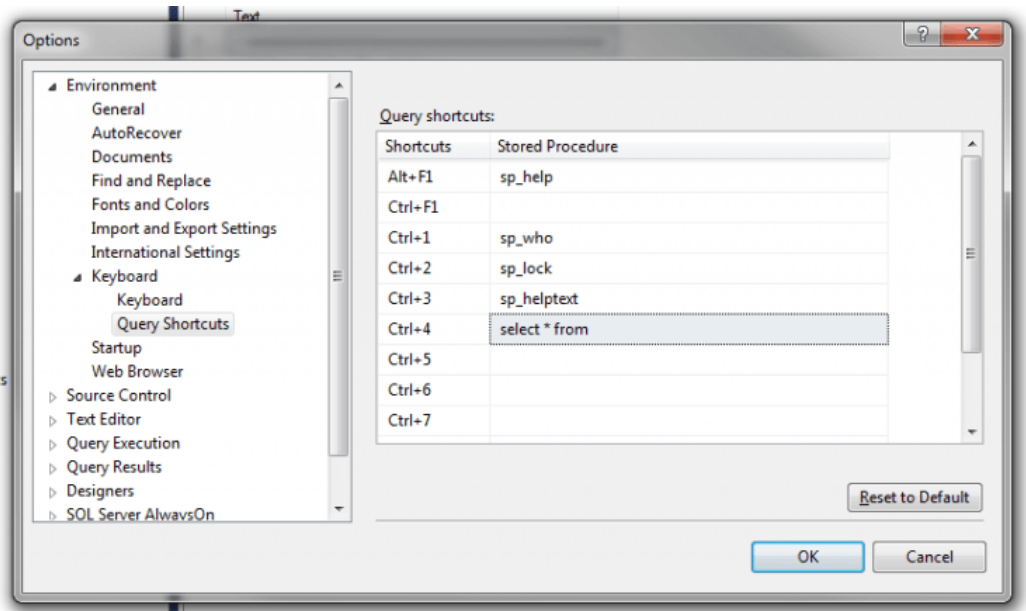 Text
Options
Environment
General
AutoRecover
Documents
Find and Replace
Fonts and Colors
Import and Export Settings
International Settings
Keyboard
Keyboard
Query Shortcuts
Startup
Web Browser
Source Control
Text Editor
Query Execution
Query Results
Designers
SQL Server AlwaysOn
Query shortcuts:
Shortcuts Stored Procedure
Alt+F1 sp_help
Ctrl+F1
Ctrl+1 sp_who
Ctrl+2 sp_lock
Ctrl+3 sp_helptext
Ctrl+4 select * from
Ctrl+5
Ctrl+6
Ctrl+7
Reset to Default
OK Cancel